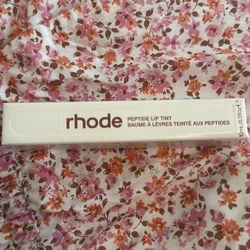 rhode
PEPTIDE LIP TINT
BAUME À LÈVRES TEINTÉ AUX PEPTIDES